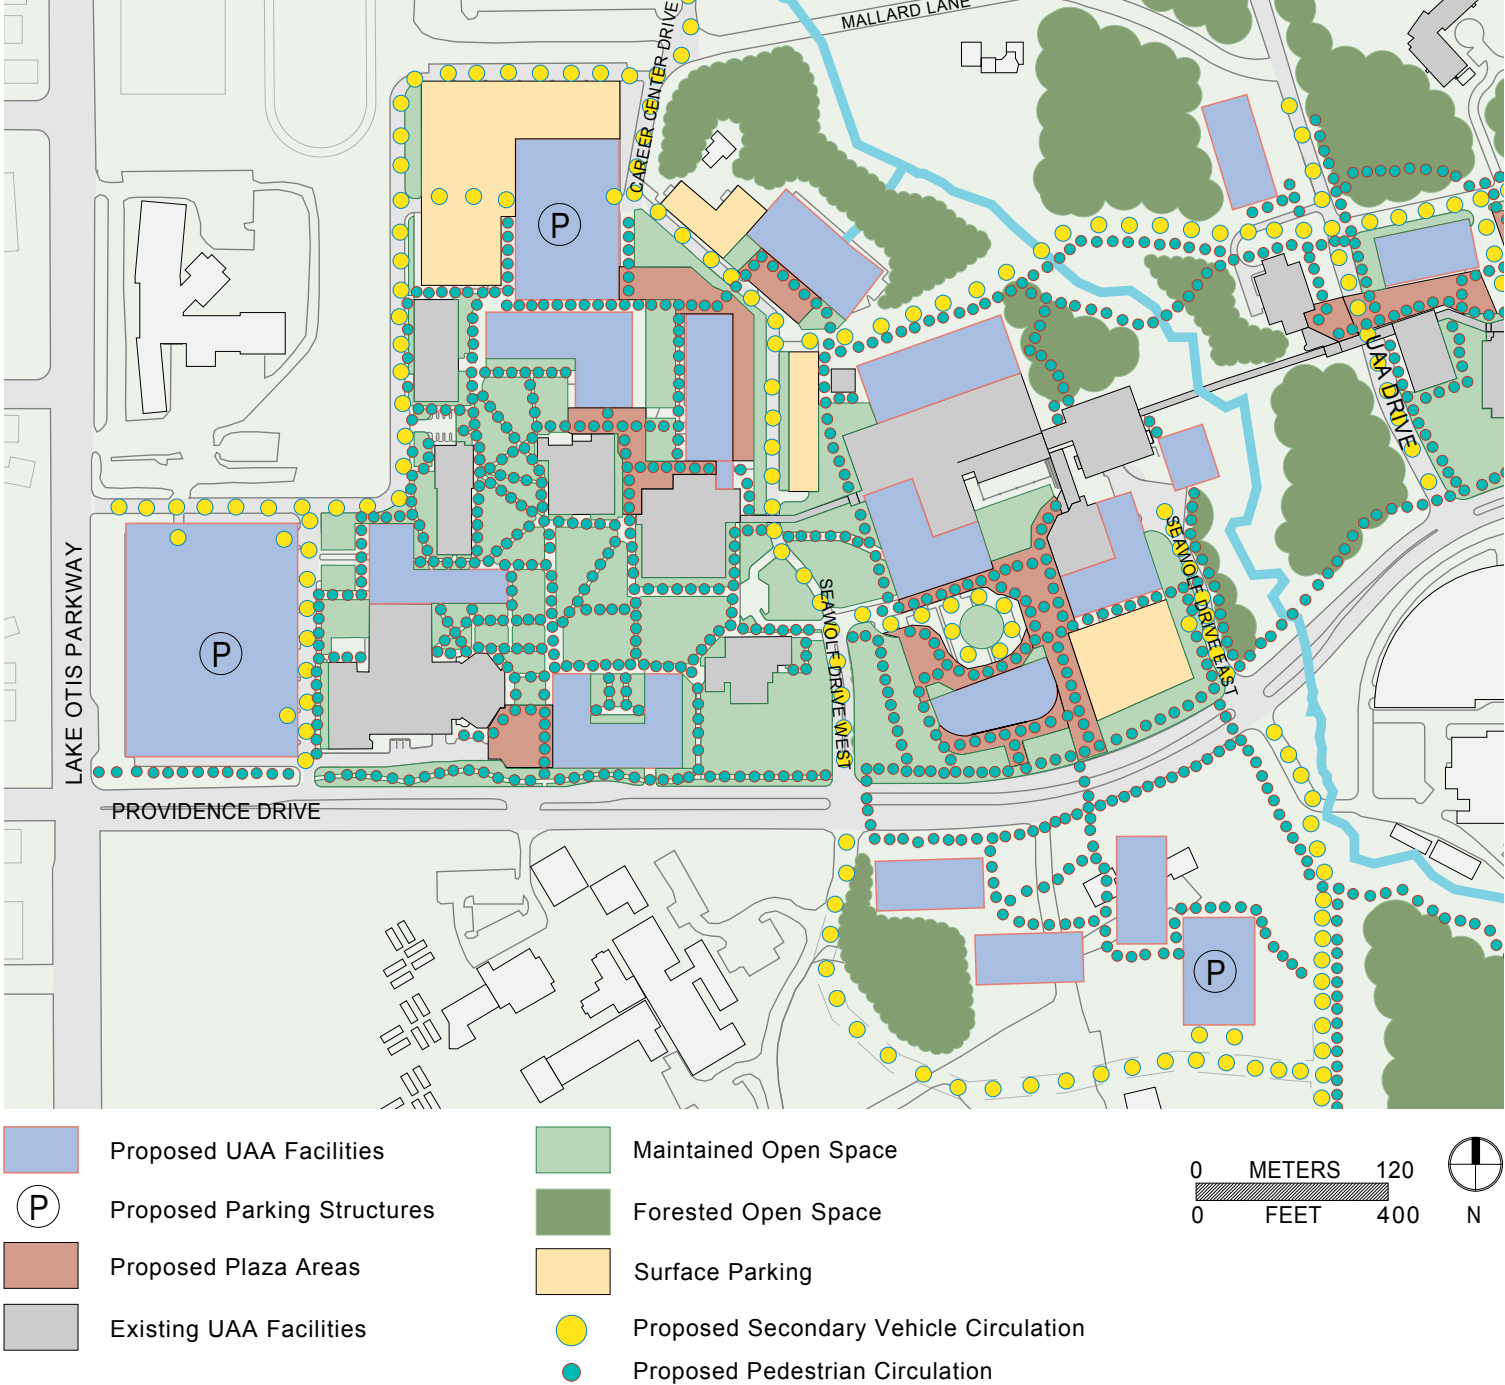 MALLARD LANE
CAREER CENTER DRIVE
P
UAA DRIVE
SEAWOLF DRIVE EAST
SEAWOLF DRIVE WEST
LAKE OTIS PARKWAY
P
PROVIDENCE DRIVE
P
Proposed UAA Facilities
P Proposed Parking Structures
Proposed Plaza Areas
Existing UAA Facilities
Maintained Open Space
Forested Open Space
Surface Parking
Proposed Secondary Vehicle Circulation
Proposed Pedestrian Circulation
0 METERS 120
0 FEET 400
N